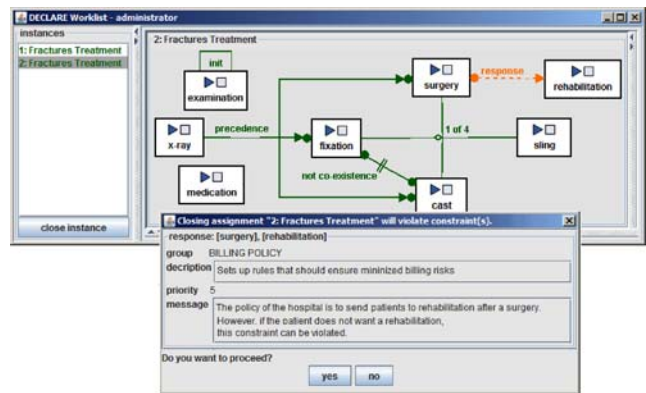 DECLARE Worklist - administrator
instances
1: Fractures Treatment
2: Fractures Treatment
close instance
2: Fractures Treatment
init
examination
surgery
response
rehabilitation
x-ray
precedence
fixation
1 of 4
sling
not co-existence
medication
cast
Closing assignment "2: Fractures Treatment" will violate constraint(s).
response: [surgery], [rehabilitation]
group BILLING POLICY
decription Sets up rules that should ensure mininized billing risks
priority 5
message The policy of the hospital is to send patients to rehabilitation after a surgery.
However, if the patient does not want a rehabilitation,
this constraint can be violated.
Do you want to proceed?
yes no